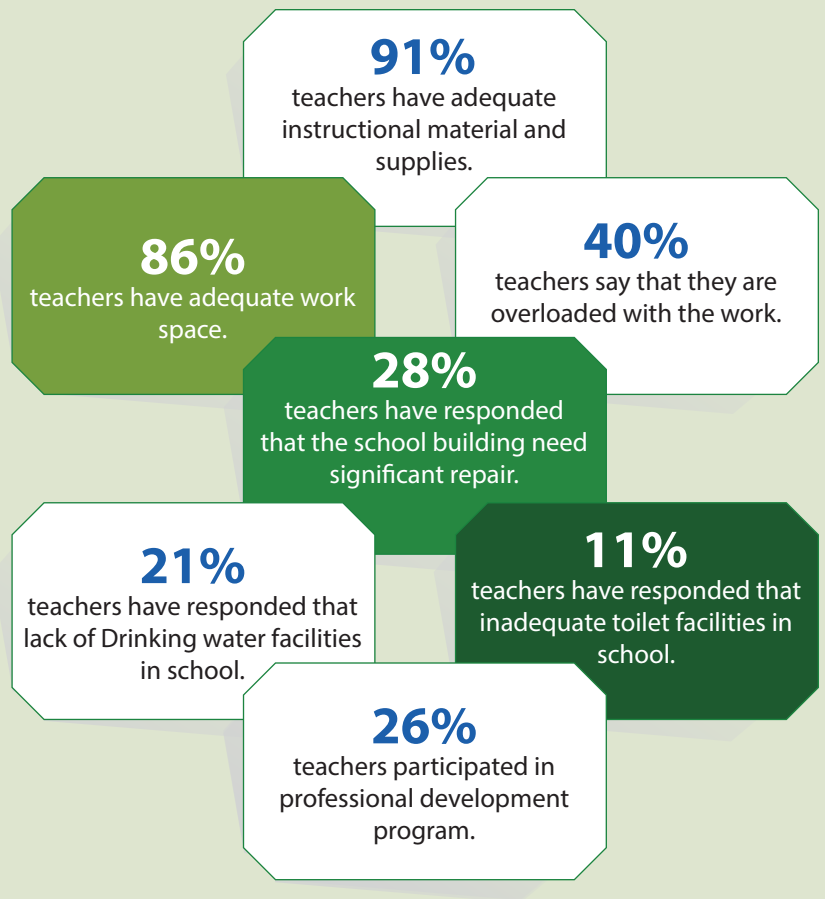 91%
teachers have adequate
instructional material and
supplies.
86%
teachers have adequate work
space.
40%
teachers say that they are
overloaded with the work.
28%
teachers have responded
that the school building need
significant repair.
21%
teachers have responded that
lack of Drinking water facilities
in school.
11%
teachers have responded that
inadequate toilet facilities in
school.
26%
teachers participated in
professional development
program.